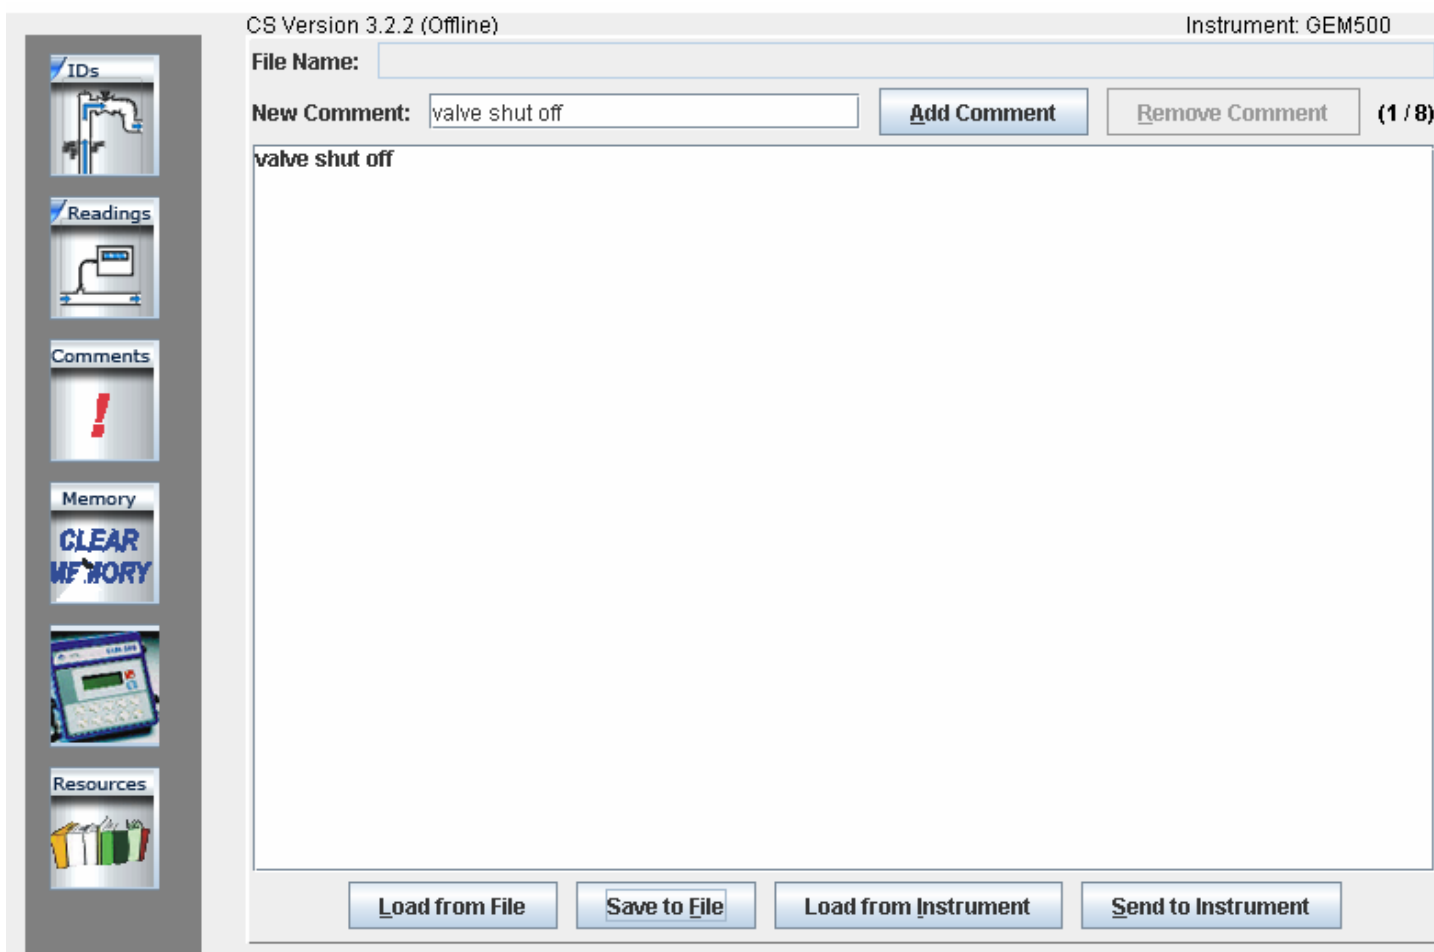 CS Version 3.2.2 (Offline) Instrument: GEM500
IDs
File Name:
New Comment: valve shut off Add Comment Remove Comment (1 / 8)
valve shut off
Readings
Comments
!
Memory
CLEAR
MEMORY
Resources
Load from File Save to File Load from Instrument Send to Instrument